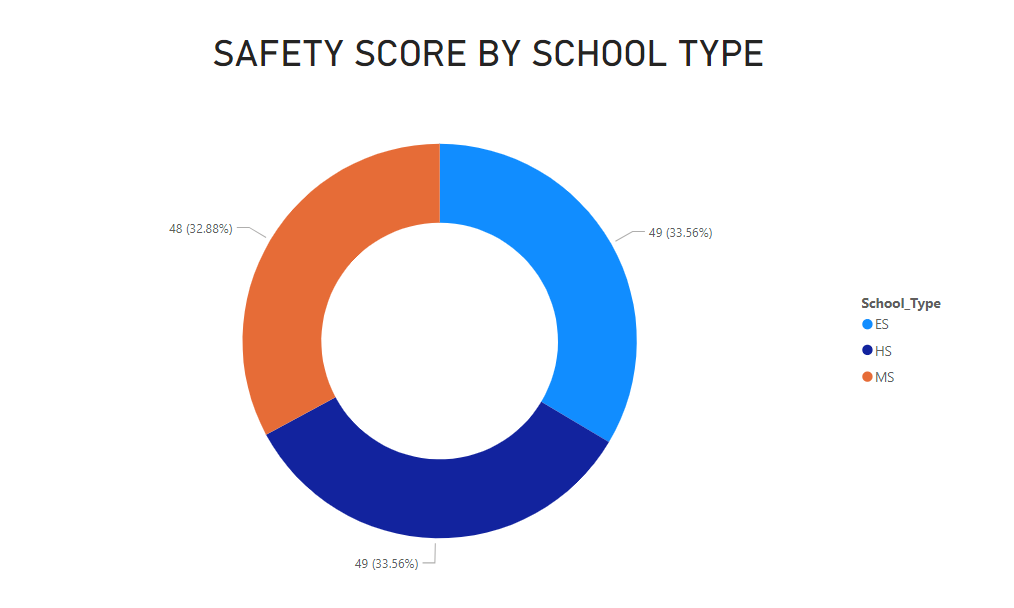 SAFETY SCORE BY SCHOOL TYPE
48 (32.88%)
49 (33.56%)
49 (33.56%)
School_Type
ES
HS
MS